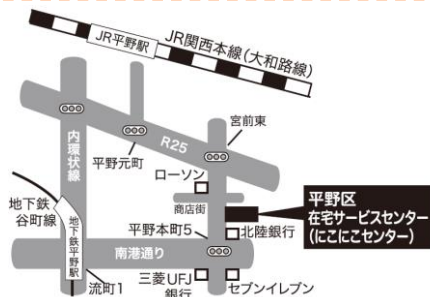 JR平野駅
JR関西本線(大和路線)
宮前東
内環状線
R25
平野元町
ローソン
商店街
平野区
在宅サービスセンター
(にこにこセンター)
地下鉄
谷町線
地下鉄平野駅
平野本町5
北陸銀行
南港通り
流町1
三菱UFJ
銀行
セブンイレブン